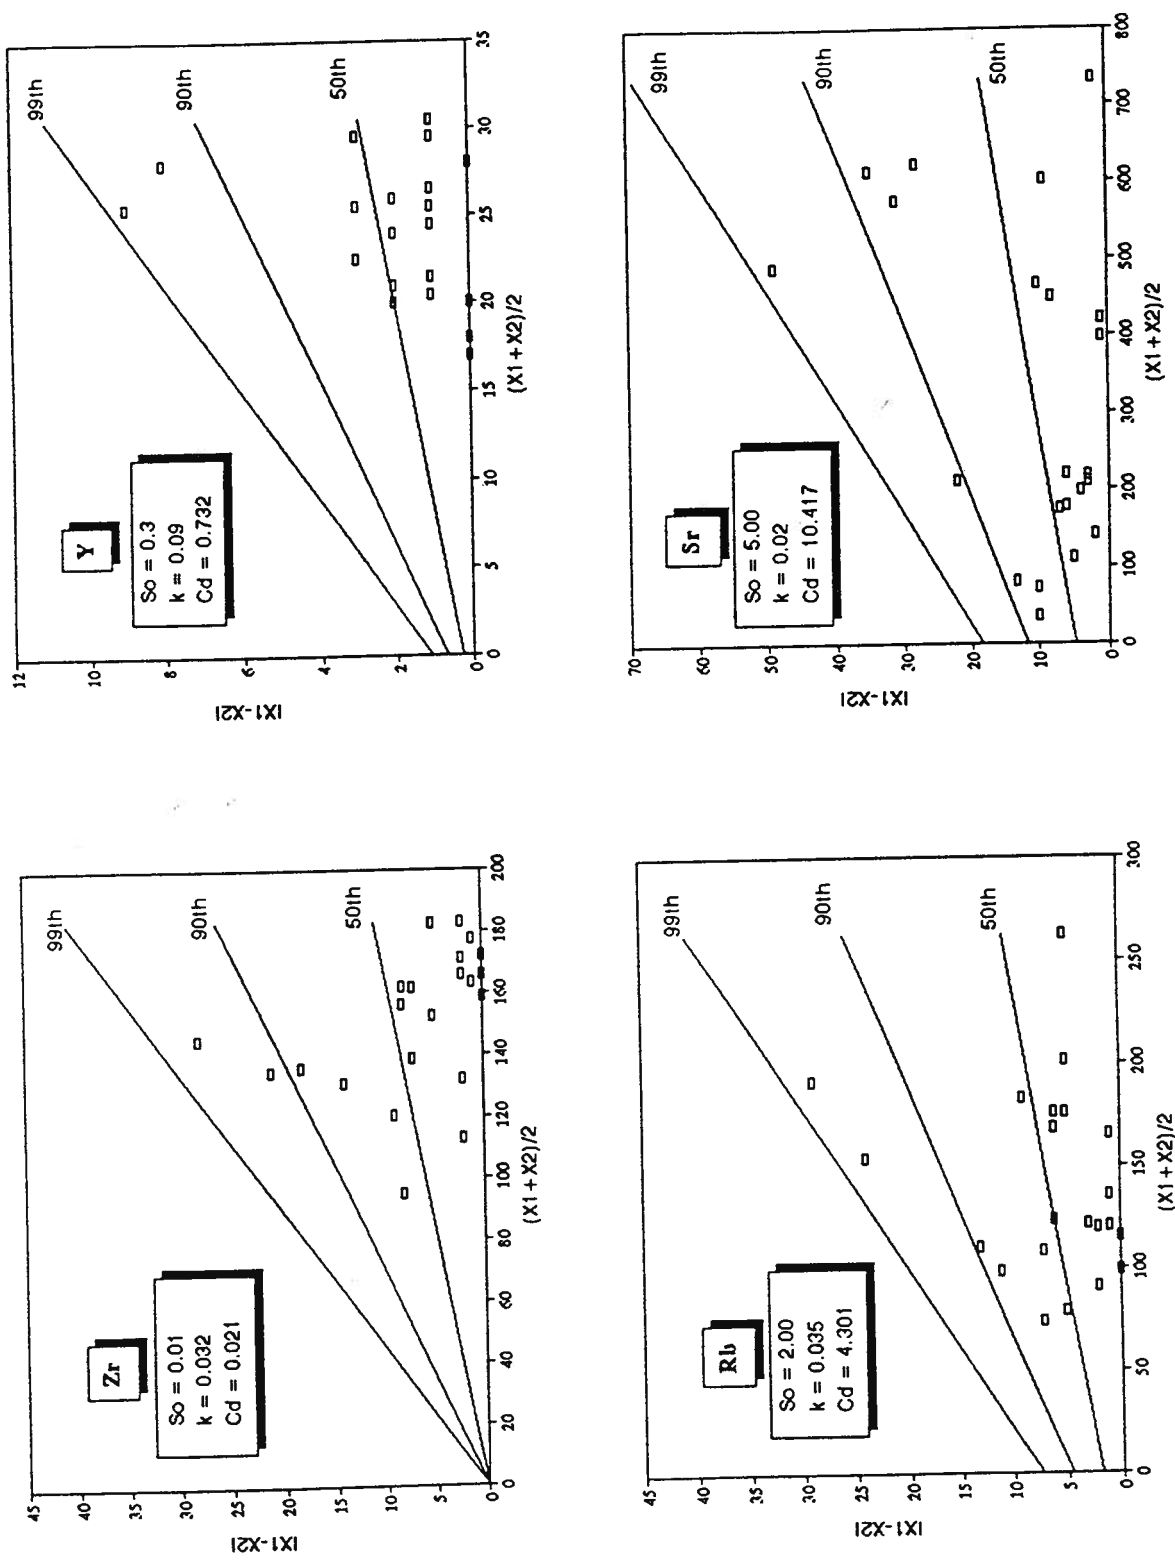 Zr
So = 0.01
k = 0.032
Cd = 0.021
99th
90th
50th
45
40
35
30
25
20
15
10
5
0
|X1-X2|
0 20 40 60 80 100 120 140 160 180 200
(X1+X2)/2
Y
So = 0.3
k = 0.09
Cd = 0.732
99th
90th
50th
12
10
8
6
4
2
0
|X1-X2|
0 5 10 15 20 25 30 35
(X1+X2)/2
Rb
So = 2.00
k = 0.035
Cd = 4.301
99th
90th
50th
45
40
35
30
25
20
15
10
5
0
|X1-X2|
0 50 100 150 200 250 300
(X1+X2)/2
Sr
So = 5.00
k = 0.02
Cd = 10.417
99th
90th
50th
70
60
50
40
30
20
10
0
|X1-X2|
0 100 200 300 400 500 600 700 800
(X1+X2)/2